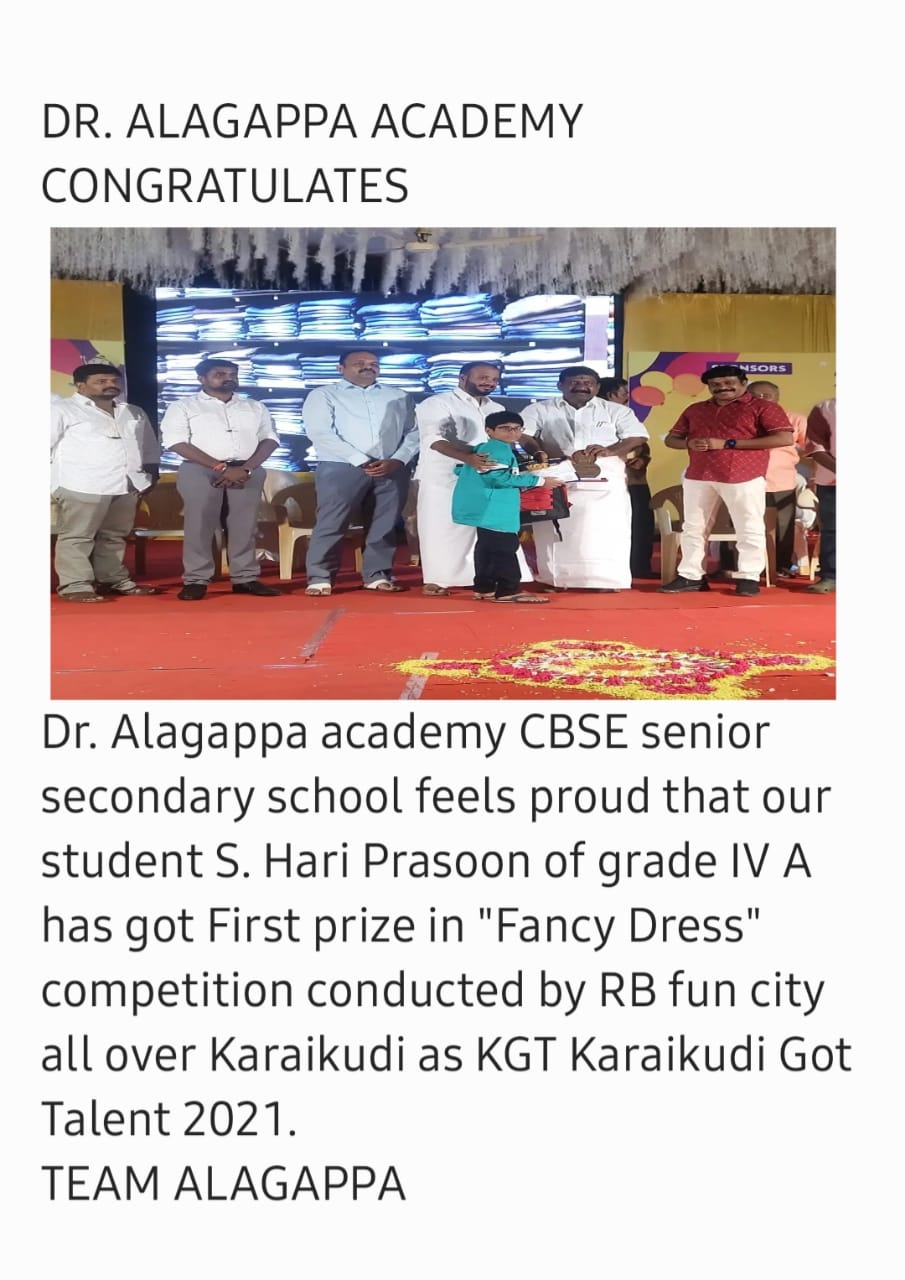 DR. ALAGAPPA ACADEMY
CONGRATULATES
Dr. Alagappa academy CBSE senior
secondary school feels proud that our
student S. Hari Prasoon of grade IV A
has got First prize in "Fancy Dress"
competition conducted by RB fun city
all over Karaikudi as KGT Karaikudi Got
Talent 2021.
TEAM ALAGAPPA